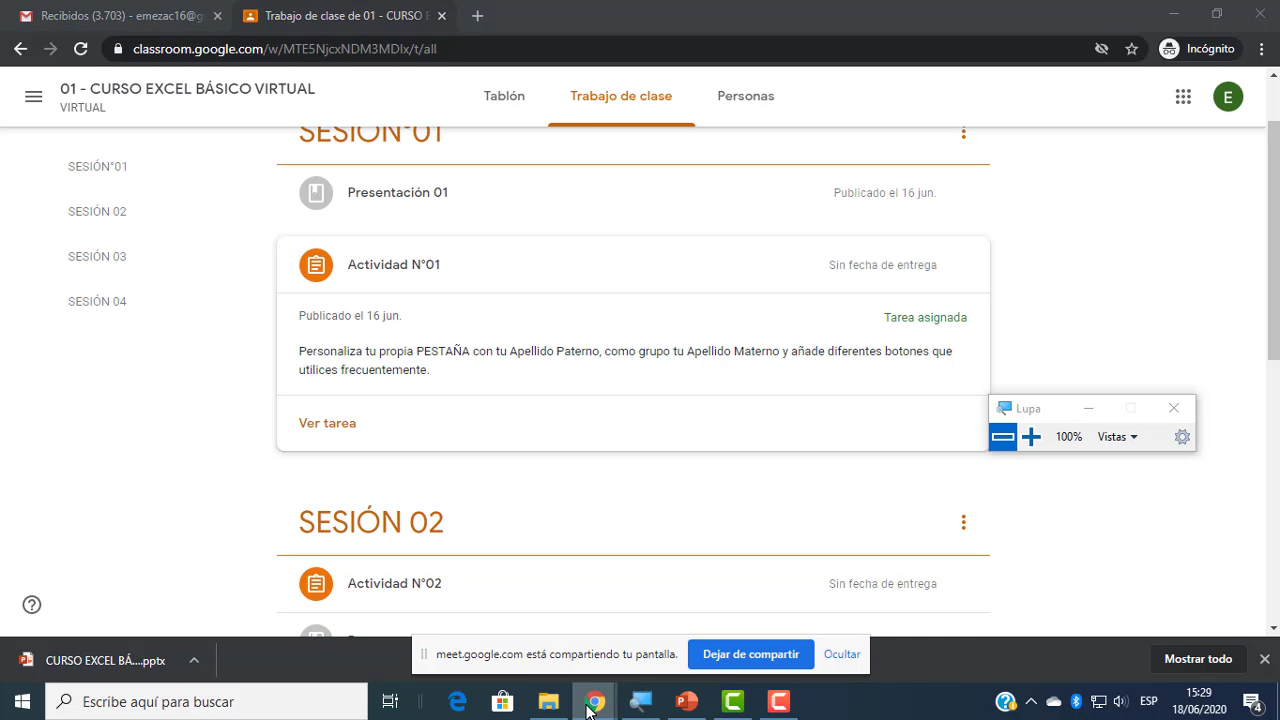 Recibidos (3.703) - emezac16@g
Trabajo de clase de 01 - CURSO E
classroom.google.com/w/MTE5NjcxNDM3MDIx/t/all
Incógnito
01 - CURSO EXCEL BÁSICO VIRTUAL
VIRTUAL
Tablón
Trabajo de clase
Personas
E
SESIÓN°01
SESIÓN 02
SESIÓN 03
SESIÓN 04
SESIÓN°01
Presentación 01
Publicado el 16 jun.
Actividad N°01
Sin fecha de entrega
Publicado el 16 jun.
Tarea asignada
Personaliza tu propia PESTAÑA con tu Apellido Paterno, como grupo tu Apellido Materno y añade diferentes botones que
utilices frecuentemente.
Ver tarea
Lupa
100%
Vistas
SESIÓN 02
Actividad N°02
Sin fecha de entrega
meet.google.com está compartiendo tu pantalla.
Dejar de compartir
Ocultar
CURSO EXCEL BÁ....pptx
Mostrar todo
Escribe aquí para buscar
ESP
15:29
18/06/2020
4